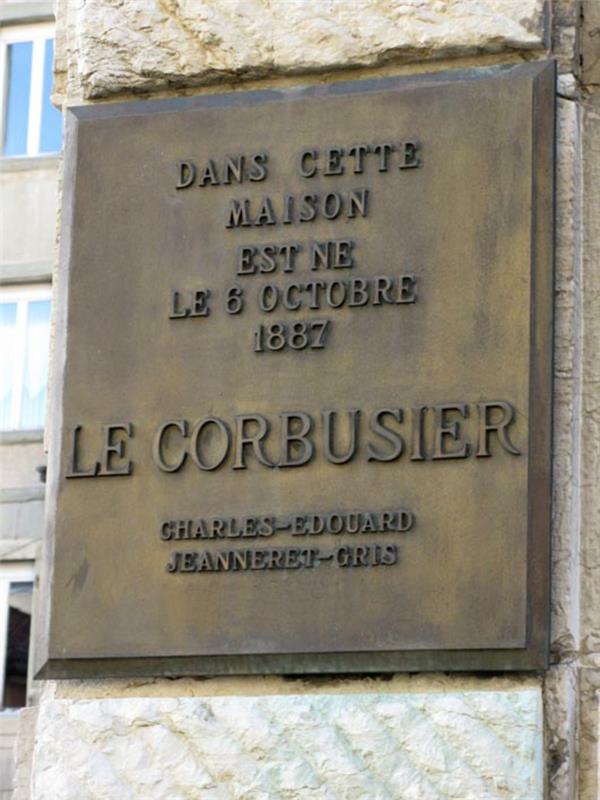 DANS CETTE
MAISON
EST NE
LE 6 OCTOBRE
1887
LE CORBUSIER
CHARLES-EDOUARD
JEANNERET-GRIS